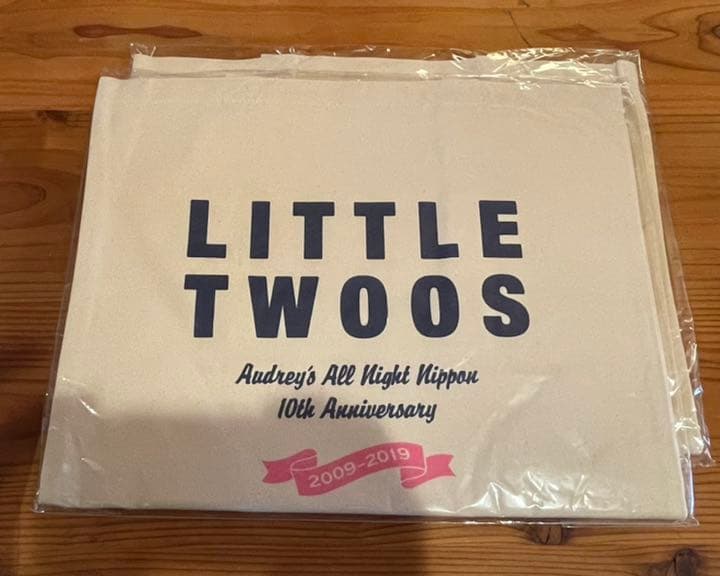 LITTLE
TWOOS
Audrey's All Night Nippon
10th Anniversary
2009-2019